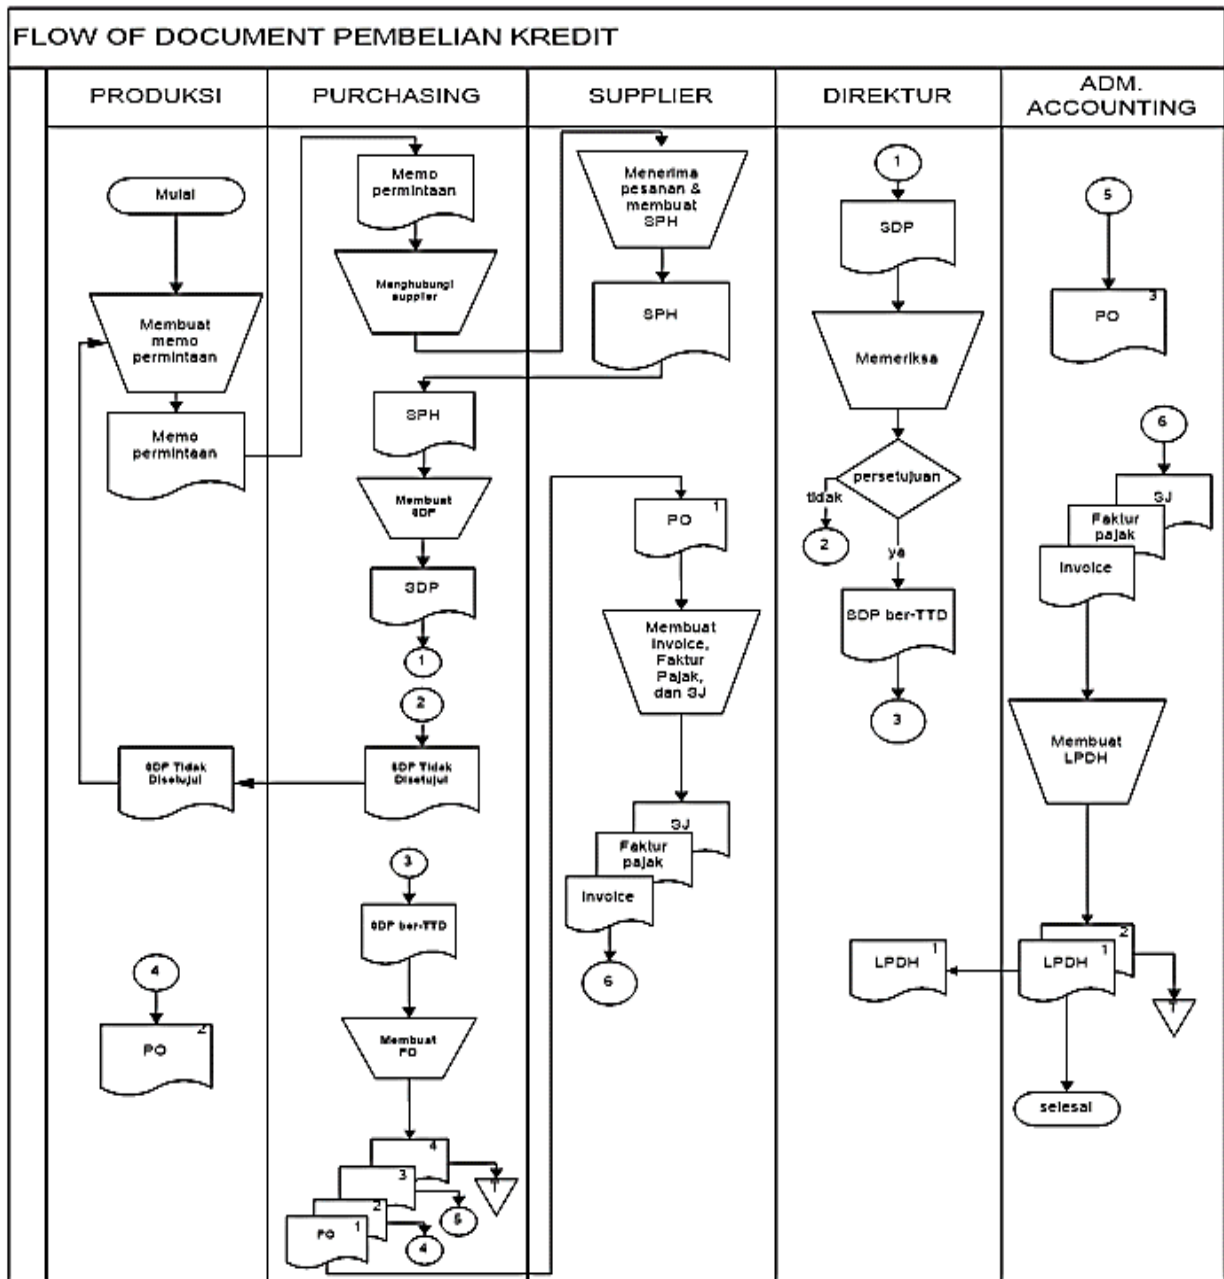 FLOW OF DOCUMENT PEMBELIAN KREDIT
PRODUKSI
PURCHASING
SUPPLIER
DIREKTUR
ADM.
ACCOUNTING
Mulai
Membuat
memo
permintaan
Memo
permintaan
SDP Tidak
Disetujui
4
2
PO
Memo
permintaan
Menghubungi
supplier
SPH
Membuat
SDP
SDP
1
2
SDP Tidak
Disetujui
3
SDP ber-TTD
Membuat
PO
4
3
2
1
PO
T
5
4
Menerima
pesanan &
membuat
SPH
SPH
1
PO
Membuat
Invoice,
Faktur
Pajak,
dan SJ
SJ
Faktur
pajak
Invoice
6
1
SDP
Memeriksa
persetujuan
tidak
2
ya
SDP ber-TTD
3
1
LPDH
5
3
PO
6
SJ
Faktur
pajak
Invoice
Membuat
LPDH
2
1
LPDH
T
selesai